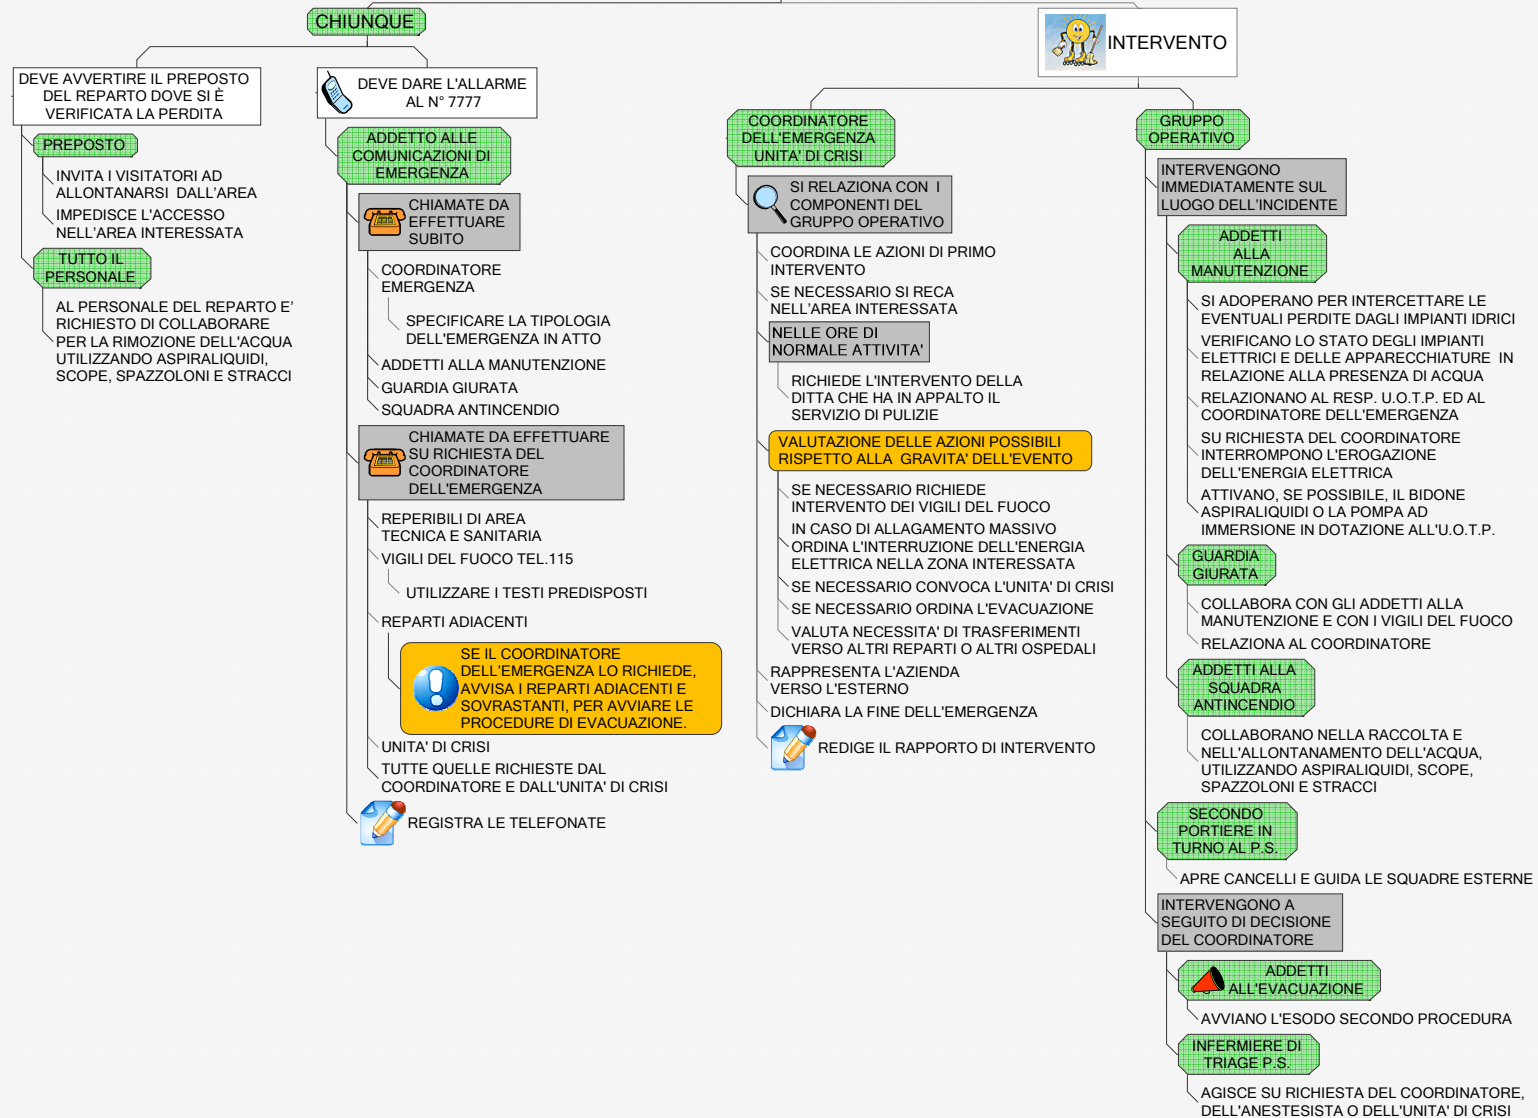 CHIUNQUE
DEVE AVVERTIRE IL PREPOSTO
DEL REPARTO DOVE SI È
VERIFICATA LA PERDITA
PREPOSTO
INVITA I VISITATORI AD
ALLONTANARSI DALL'AREA
IMPEDISCE L'ACCESSO
NELL'AREA INTERESSATA
TUTTO IL
PERSONALE
AL PERSONALE DEL REPARTO E'
RICHIESTO DI COLLABORARE
PER LA RIMOZIONE DELL'ACQUA
UTILIZZANDO ASPIRALIQUIDI,
SCOPE, SPAZZOLONI E STRACCI
DEVE DARE L'ALLARME
AL N° 7777
ADDETTO ALLE
COMUNICAZIONI DI
EMERGENZA
CHIAMATE DA
EFFETTUARE
SUBITO
COORDINATORE
EMERGENZA
SPECIFICARE LA TIPOLOGIA
DELL'EMERGENZA IN ATTO
ADDETTI ALLA MANUTENZIONE
GUARDIA GIURATA
SQUADRA ANTINCENDIO
CHIAMATE DA EFFETTUARE
SU RICHIESTA DEL
COORDINATORE
DELL'EMERGENZA
REPERIBILI DI AREA
TECNICA E SANITARIA
VIGILI DEL FUOCO TEL.115
UTILIZZARE I TESTI PREDISPOSTI
REPARTI ADIACENTI
SE IL COORDINATORE
DELL'EMERGENZA LO RICHIEDE,
AVVISA I REPARTI ADIACENTI E
SOVRASTANTI, PER AVVIARE LE
PROCEDURE DI EVACUAZIONE.
UNITA' DI CRISI
TUTTE QUELLE RICHIESTE DAL
COORDINATORE E DALL'UNITA' DI CRISI
REGISTRA LE TELEFONATE
INTERVENTO
COORDINATORE
DELL'EMERGENZA
UNITA' DI CRISI
SI RELAZIONA CON I
COMPONENTI DEL
GRUPPO OPERATIVO
COORDINA LE AZIONI DI PRIMO
INTERVENTO
SE NECESSARIO SI RECA
NELL'AREA INTERESSATA
NELLE ORE DI
NORMALE ATTIVITA'
RICHIEDE L'INTERVENTO DELLA
DITTA CHE HA IN APPALTO IL
SERVIZIO DI PULIZIE
VALUTAZIONE DELLE AZIONI POSSIBILI
RISPETTO ALLA GRAVITA' DELL'EVENTO
SE NECESSARIO RICHIEDE
INTERVENTO DEI VIGILI DEL FUOCO
IN CASO DI ALLAGAMENTO MASSIVO
ORDINA L'INTERRUZIONE DELL'ENERGIA
ELETTRICA NELLA ZONA INTERESSATA
SE NECESSARIO CONVOCA L'UNITA' DI CRISI
SE NECESSARIO ORDINA L'EVACUAZIONE
VALUTA NECESSITA' DI TRASFERIMENTI
VERSO ALTRI REPARTI O ALTRI OSPEDALI
RAPPRESENTA L'AZIENDA
VERSO L'ESTERNO
DICHIARA LA FINE DELL'EMERGENZA
REDIGE IL RAPPORTO DI INTERVENTO
GRUPPO
OPERATIVO
INTERVENGONO
IMMEDIATAMENTE SUL
LUOGO DELL'INCIDENTE
ADDETTI
ALLA
MANUTENZIONE
SI ADOPERANO PER INTERCETTARE LE
EVENTUALI PERDITE DAGLI IMPIANTI IDRICI
VERIFICANO LO STATO DEGLI IMPIANTI
ELETTRICI E DELLE APPARECCHIATURE IN
RELAZIONE ALLA PRESENZA DI ACQUA
RELAZIONANO AL RESP. U.O.T.P. ED AL
COORDINATORE DELL'EMERGENZA
SU RICHIESTA DEL COORDINATORE
INTERROMPONO L'EROGAZIONE
DELL'ENERGIA ELETTRICA
ATTIVANO, SE POSSIBILE, IL BIDONE
ASPIRALIQUIDI O LA POMPA AD
IMMERSIONE IN DOTAZIONE ALL'U.O.T.P.
GUARDIA
GIURATA
COLLABORA CON GLI ADDETTI ALLA
MANUTENZIONE E CON I VIGILI DEL FUOCO
RELAZIONA AL COORDINATORE
ADDETTI ALLA
SQUADRA
ANTINCENDIO
COLLABORANO NELLA RACCOLTA E
NELL'ALLONTANAMENTO DELL'ACQUA,
UTILIZZANDO ASPIRALIQUIDI, SCOPE,
SPAZZOLONI E STRACCI
SECONDO
PORTIERE IN
TURNO AL P.S.
APRE CANCELLI E GUIDA LE SQUADRE ESTERNE
INTERVENGONO A
SEGUITO DI DECISIONE
DEL COORDINATORE
ADDETTI
ALL'EVACUAZIONE
AVVIANO L'ESODO SECONDO PROCEDURA
INFERMIERE DI
TRIAGE P.S.
AGISCE SU RICHIESTA DEL COORDINATORE,
DELL'ANESTESISTA O DELL'UNITA' DI CRISI